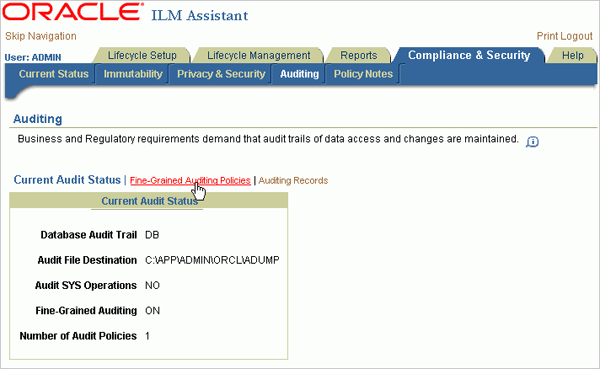 ORACLE ILM Assistant
Skip Navigation Print Logout
User: ADMIN Lifecycle Setup Lifecycle Management Reports Compliance & Security Help
Current Status Immutability Privacy & Security Auditing Policy Notes
Auditing
Business and Regulatory requirements demand that audit trails of data access and changes are maintained.
Current Audit Status | Fine-Grained Auditing Policies | Auditing Records
Current Audit Status
Database Audit Trail DB
Audit File Destination C:\APP\ADMIN\ORCL\ADUMP
Audit SYS Operations NO
Fine-Grained Auditing ON
Number of Audit Policies 1